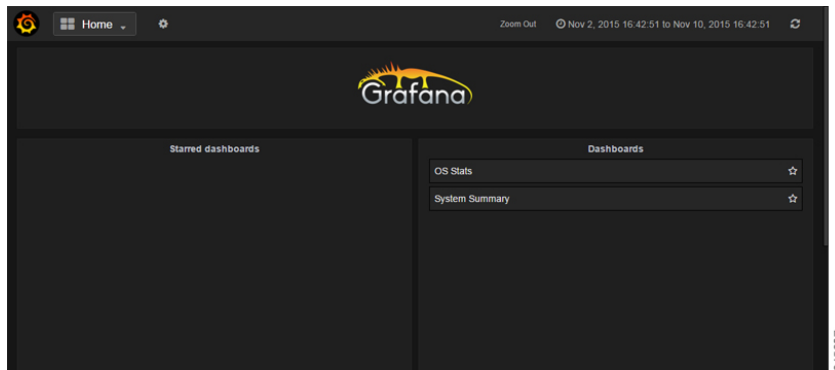 Home
Zoom Out
Nov 2, 2015 16:42:51 to Nov 10, 2015 16:42:51
Grafana
Starred dashboards
Dashboards
OS Stats
System Summary